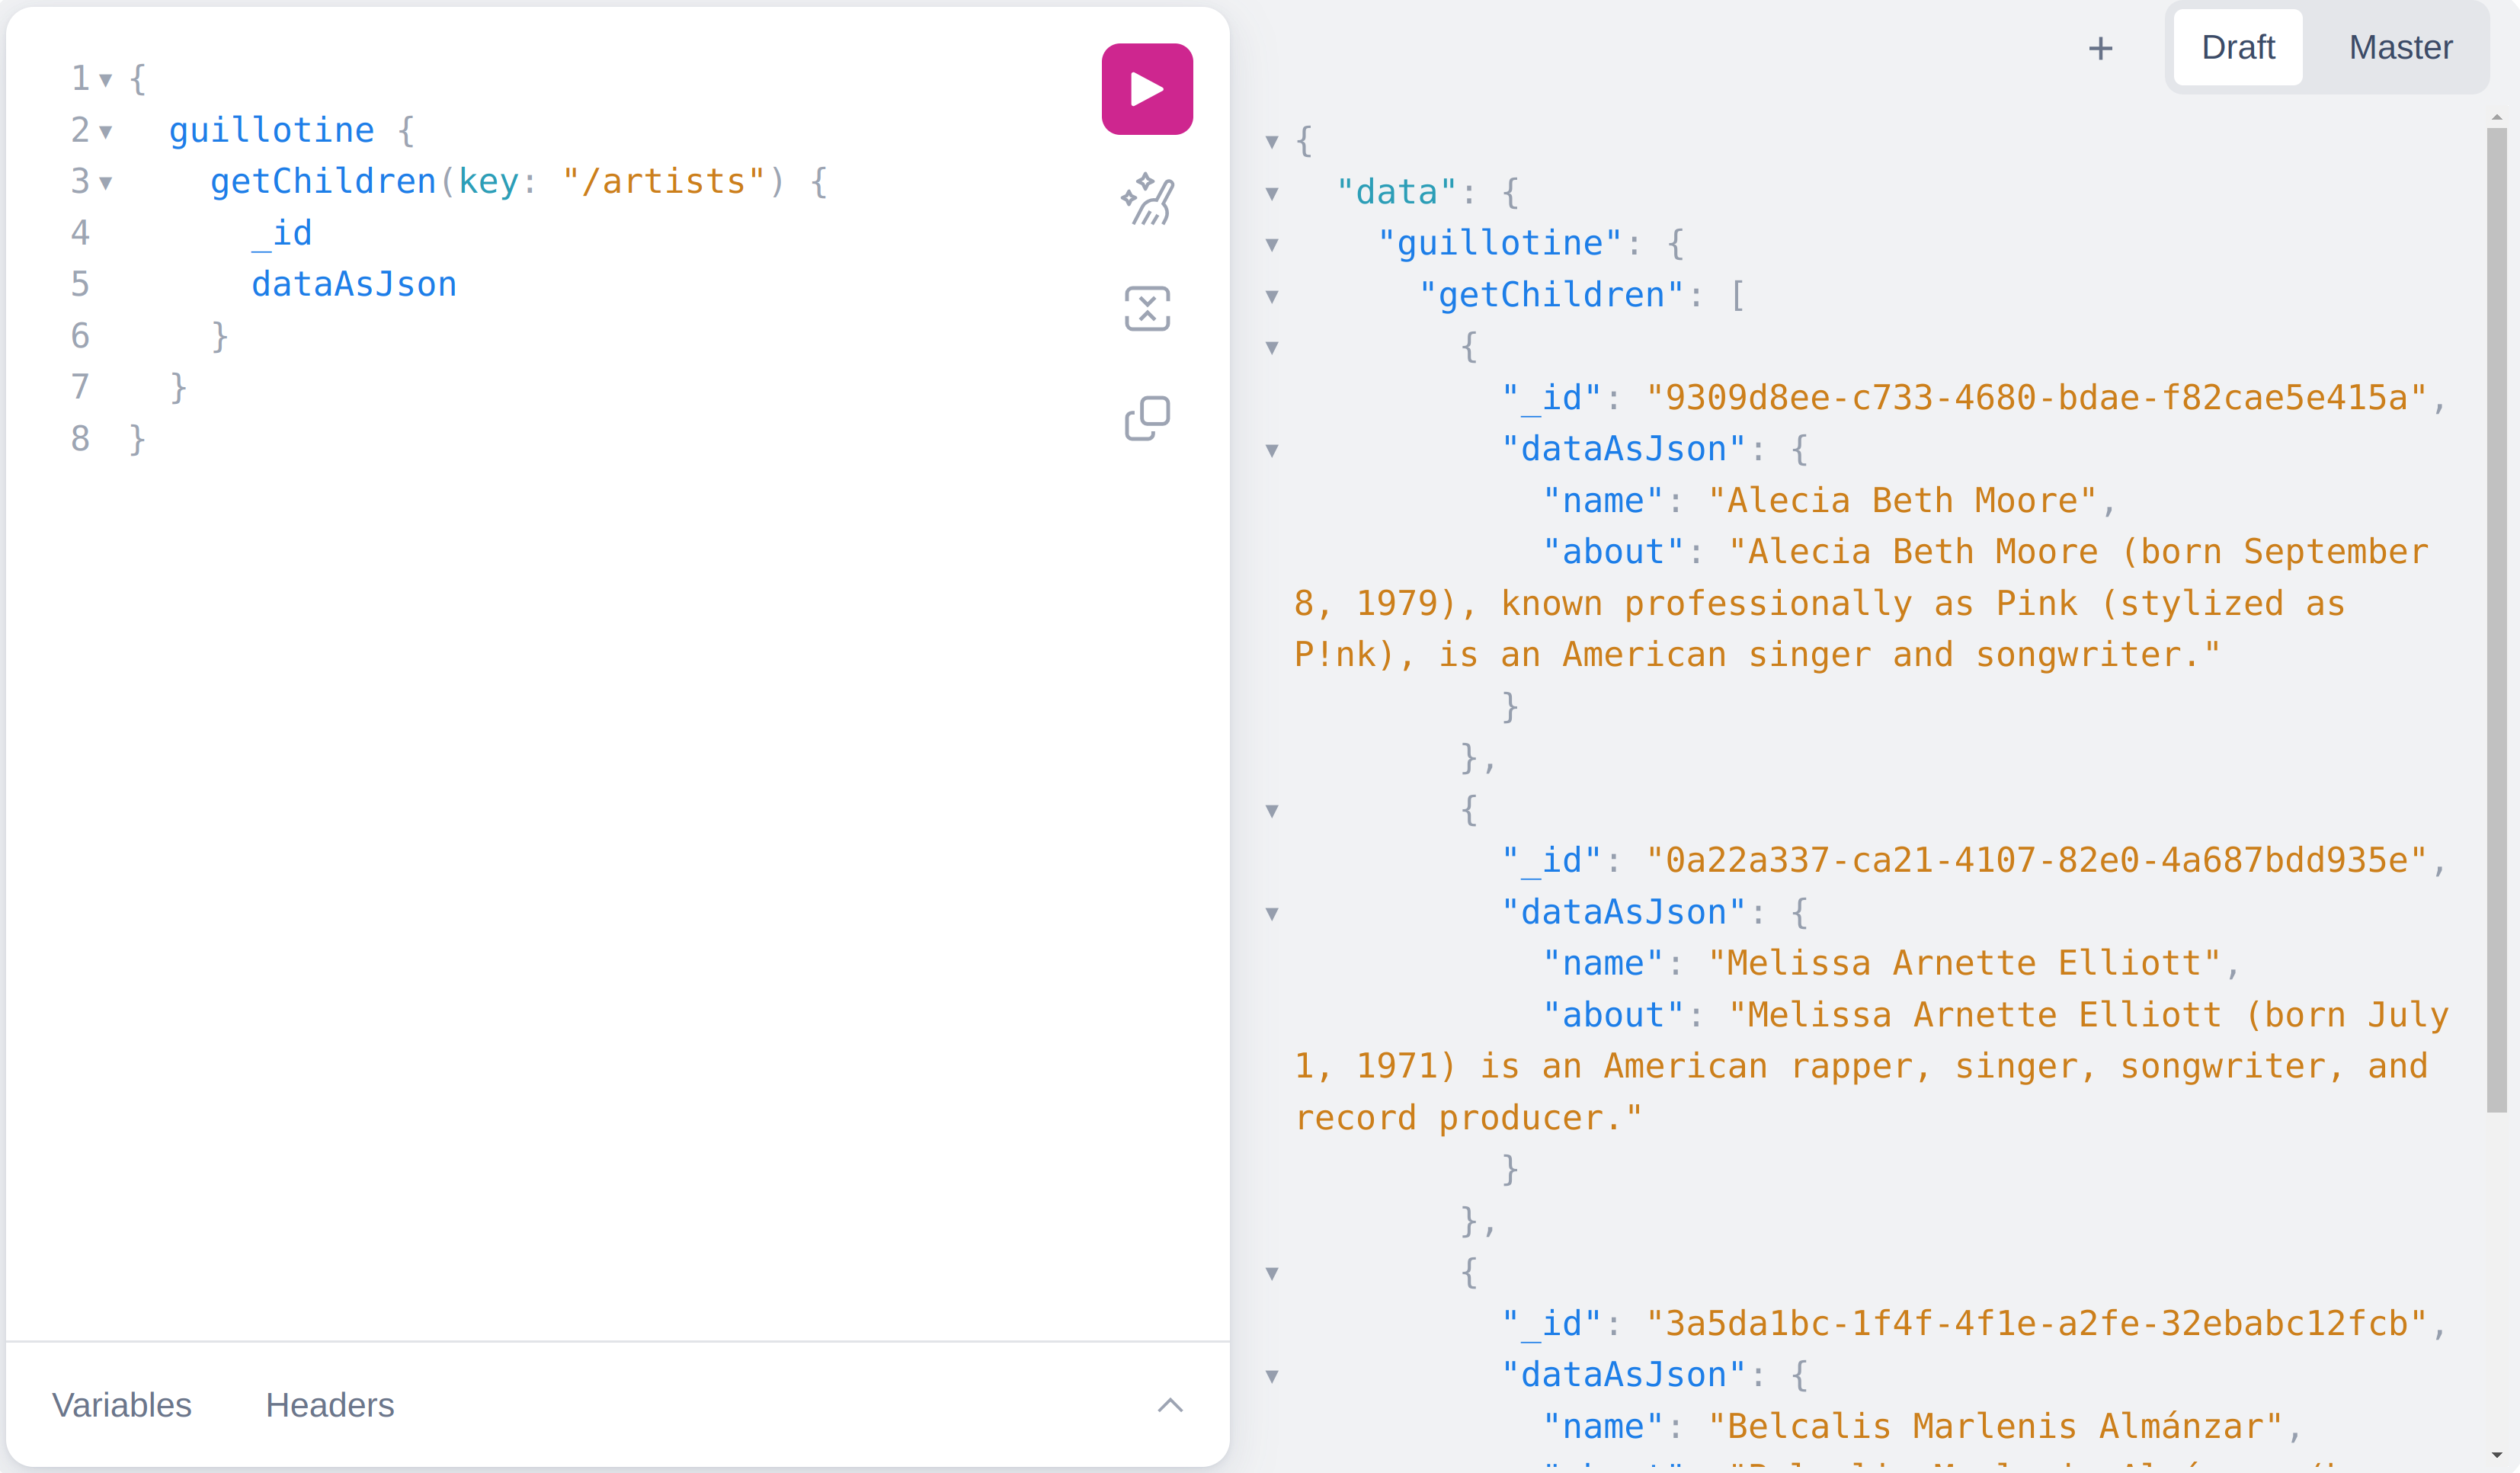 1 {
2   guillotine {
3     getChildren(key: "/artists") {
4       _id
5       dataAsJson
6     }
7   }
8 }
Variables Headers
+ Draft Master
{
  "data": {
    "guillotine": {
      "getChildren": [
        {
          "_id": "9309d8ee-c733-4680-bdae-f82cae5e415a",
          "dataAsJson": {
            "name": "Alecia Beth Moore",
            "about": "Alecia Beth Moore (born September
8, 1979), known professionally as Pink (stylized as
P!nk), is an American singer and songwriter."
          }
        },
        {
          "_id": "0a22a337-ca21-4107-82e0-4a687bdd935e",
          "dataAsJson": {
            "name": "Melissa Arnette Elliott",
            "about": "Melissa Arnette Elliott (born July
1, 1971) is an American rapper, singer, songwriter, and
record producer."
          }
        },
        {
          "_id": "3a5da1bc-1f4f-4f1e-a2fe-32ebabc12fcb",
          "dataAsJson": {
            "name": "Belcalis Marlenis Almánzar",